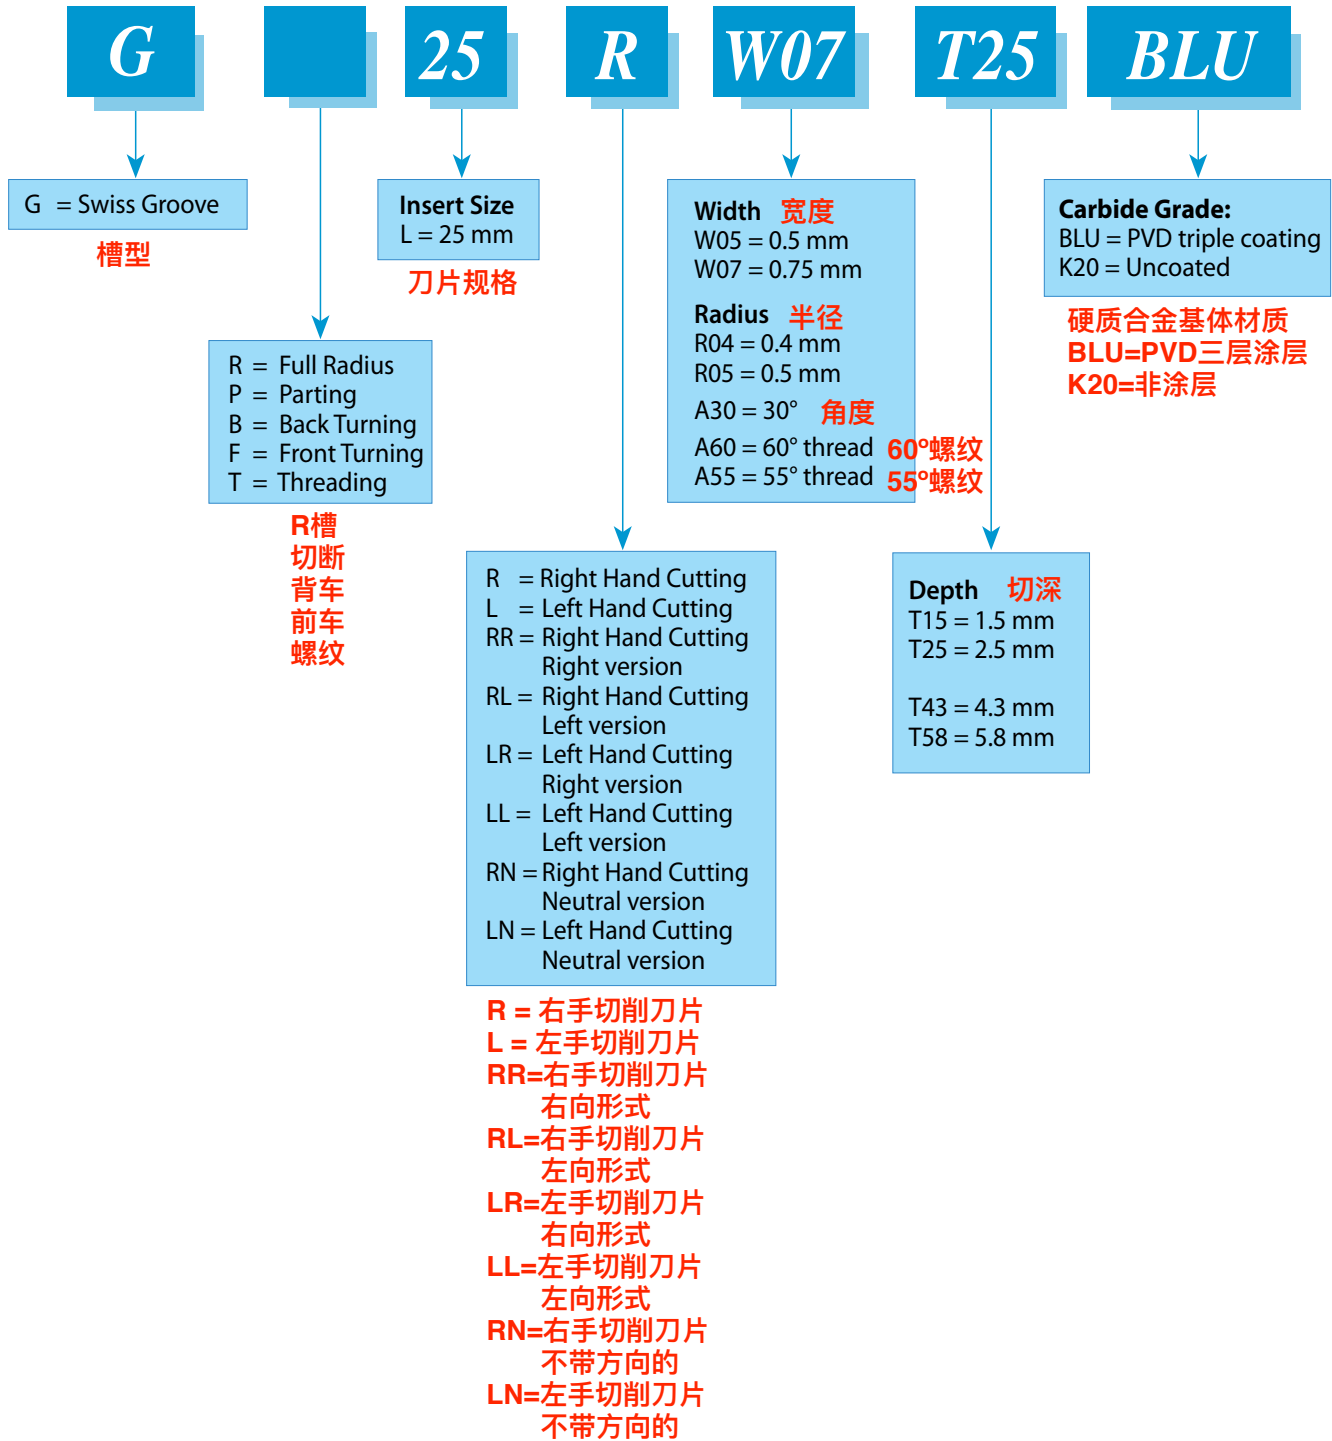 G 25 R W07 T25 BLU
G = Swiss Groove
槽型
R = Full Radius
P = Parting
B = Back Turning
F = Front Turning
T = Threading
R槽
切断
背车
前车
螺纹
Insert Size
L = 25 mm
刀片规格
R = Right Hand Cutting
L = Left Hand Cutting
RR = Right Hand Cutting
Right version
RL = Right Hand Cutting
Left version
LR = Left Hand Cutting
Right version
LL = Left Hand Cutting
Left version
RN = Right Hand Cutting
Neutral version
LN = Left Hand Cutting
Neutral version
R = 右手切削刀片
L = 左手切削刀片
RR=右手切削刀片
右向形式
RL=右手切削刀片
左向形式
LR=左手切削刀片
右向形式
LL=左手切削刀片
左向形式
RN=右手切削刀片
不带方向的
LN=左手切削刀片
不带方向的
Width 宽度
W05 = 0.5 mm
W07 = 0.75 mm
Radius 半径
R04 = 0.4 mm
R05 = 0.5 mm
A30 = 30° 角度
A60 = 60° thread 60°螺纹
A55 = 55° thread 55°螺纹
Depth 切深
T15 = 1.5 mm
T25 = 2.5 mm
T43 = 4.3 mm
T58 = 5.8 mm
Carbide Grade:
BLU = PVD triple coating
K20 = Uncoated
硬质合金基体材质
BLU=PVD三层涂层
K20=非涂层